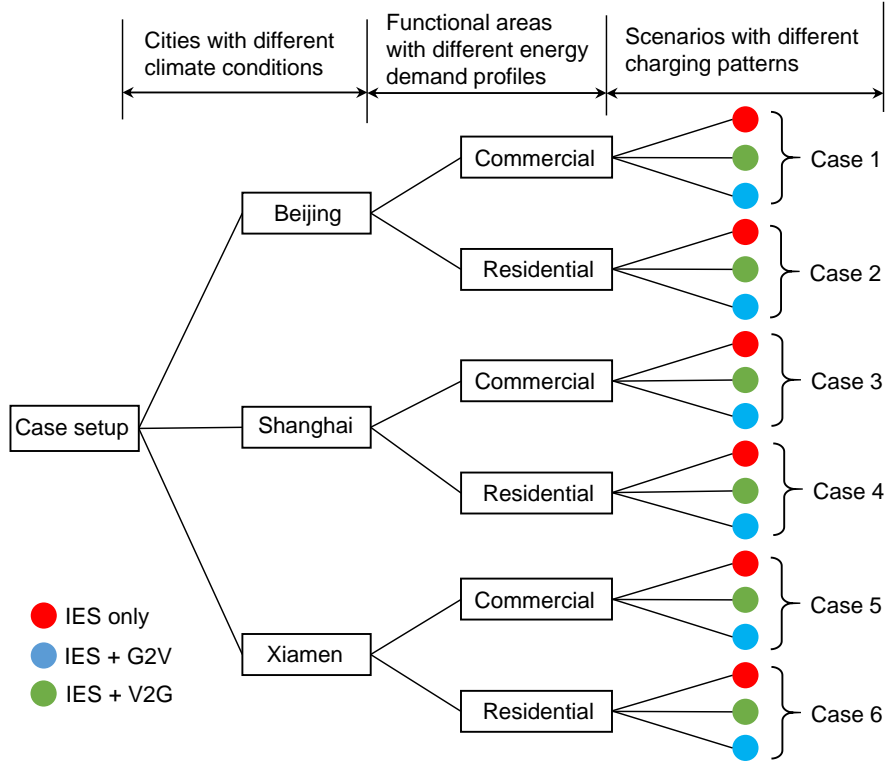 Cities with different
climate conditions
Functional areas
with different energy
demand profiles
Scenarios with different
charging patterns
Commercial
Case 1
Beijing
Residential
Case 2
Commercial
Case 3
Case setup
Shanghai
Residential
Case 4
Commercial
Case 5
IES only
IES + G2V
Xiamen
IES + V2G
Residential
Case 6